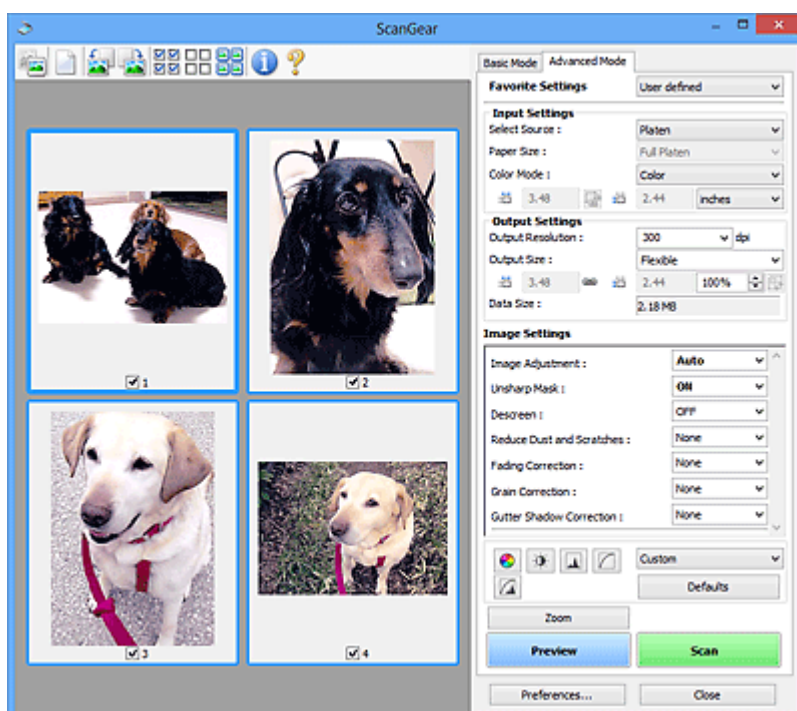 ScanGear
Basic Mode Advanced Mode
Favorite Settings User defined
Input Settings
Select Source : Platen
Paper Size : Full Platen
Color Mode : Color
3.48 2.44 inches
Output Settings
Output Resolution : 300 dpi
Output Size : Flexible
3.48 2.44 100%
Data Size : 2.18 MB
Image Settings
Image Adjustment : Auto
Unsharp Mask : ON
Descreen : OFF
Reduce Dust and Scratches : None
Fading Correction : None
Grain Correction : None
Gutter Shadow Correction : None
Custom
Defaults
Zoom
Preview Scan
Preferences... Close
1
2
3
4